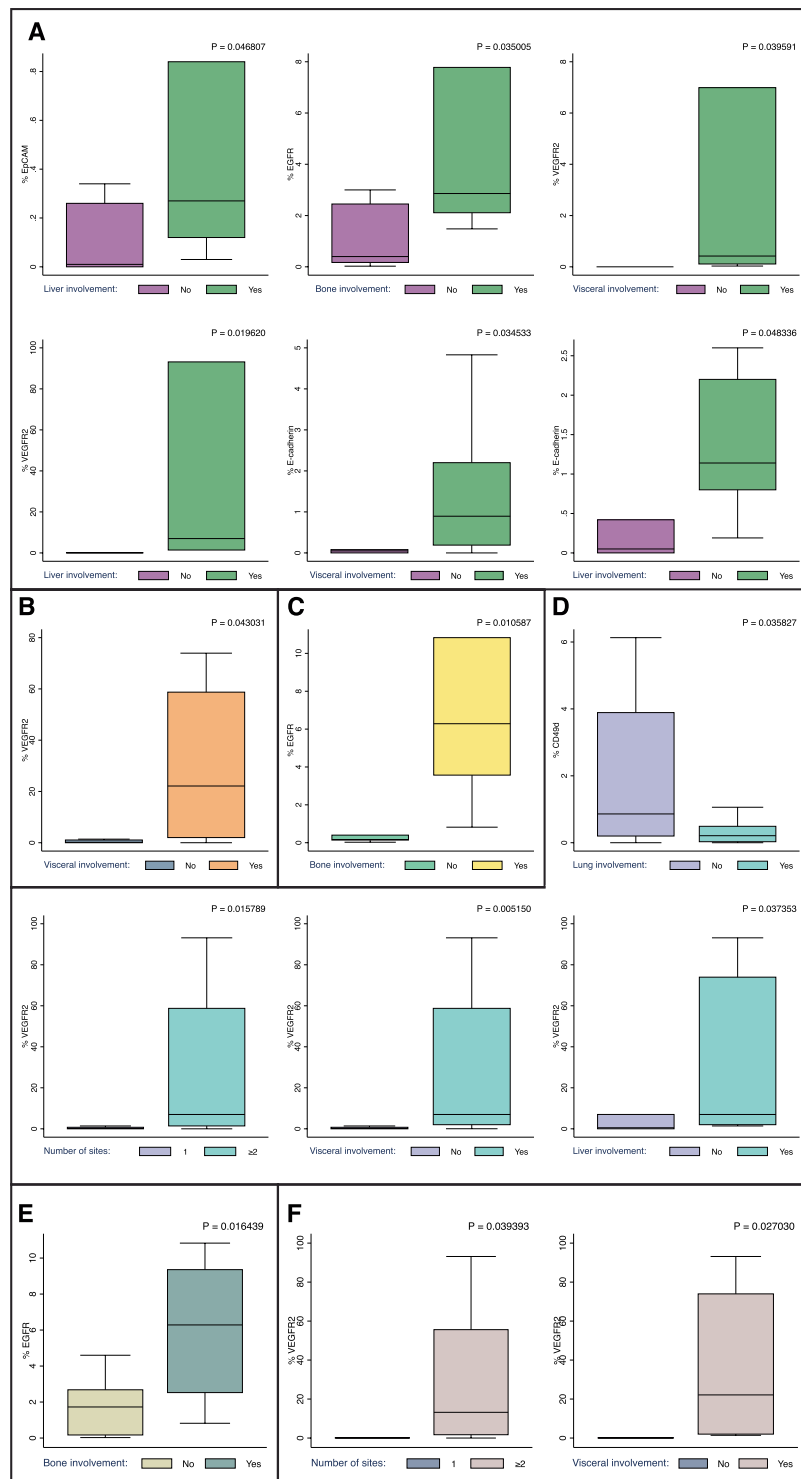 A
P = 0.046807
% EpCAM
0 .2 .4 .6 .8
Liver involvement: No Yes
P = 0.035005
% EGFR
0 2 4 6 8
Bone involvement: No Yes
P = 0.039591
% VEGFR2
0 2 4 6 8
Visceral involvement: No Yes
P = 0.019620
% VEGFR2
0 20 40 60 80 100
Liver involvement: No Yes
P = 0.034533
% E-cadherin
0 1 2 3 4 5
Visceral involvement: No Yes
P = 0.048336
% E-cadherin
0 .5 1 1.5 2 2.5
Liver involvement: No Yes
B
P = 0.043031
% VEGFR2
0 20 40 60 80
Visceral involvement: No Yes
C
P = 0.010587
% EGFR
0 2 4 6 8 10
Bone involvement: No Yes
D
P = 0.035827
% CD49d
0 2 4 6
Lung involvement: No Yes
P = 0.015789
% VEGFR2
0 20 40 60 80 100
Number of sites: 1 ≥2
P = 0.005150
% VEGFR2
0 20 40 60 80 100
Visceral involvement: No Yes
P = 0.037353
% VEGFR2
0 20 40 60 80 100
Liver involvement: No Yes
E
P = 0.016439
% EGFR
0 2 4 6 8 10
Bone involvement: No Yes
F
P = 0.039393
% VEGFR2
0 20 40 60 80 100
Number of sites: 1 ≥2
P = 0.027030
% VEGFR2
0 20 40 60 80 100
Visceral involvement: No Yes